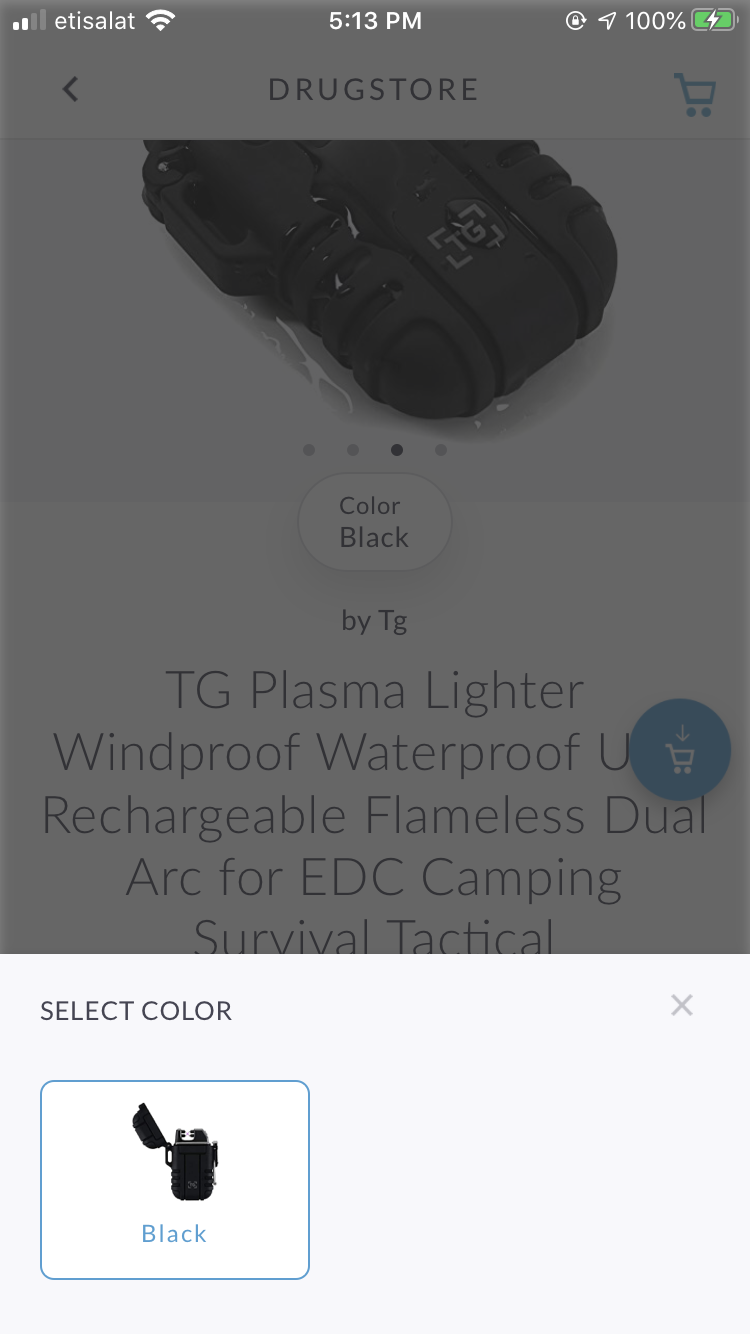 etisalat 5:13 PM 100%
DRUGSTORE
TG
Color
Black
by Tg
TG Plasma Lighter
Windproof Waterproof
Rechargeable Flameless Dual
Arc for EDC Camping
Survival Tactical
SELECT COLOR
Black